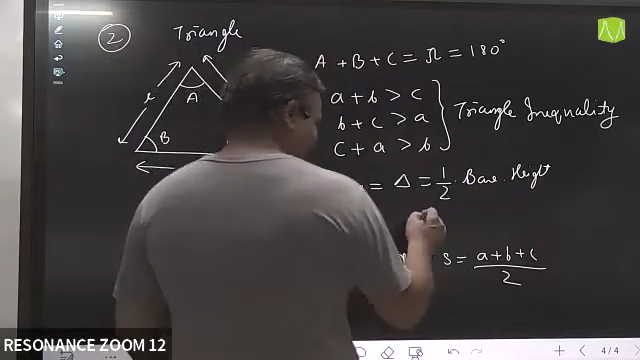 2 Triangle
A + B + C = π = 180°
a + b > c
b + c > a
c + a > b
Triangle Inequality
A
B
= Δ = 1/2 · Base · Height
s = a+b+c / 2
4 / 4
RESONANCE ZOOM 12